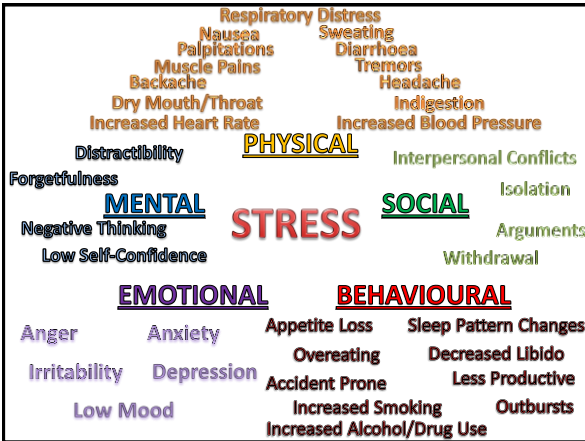 Respiratory Distress
Nausea
Sweating
Palpitations
Diarrhoea
Muscle Pains
Tremors
Backache
Headache
Dry Mouth/Throat
Indigestion
Increased Heart Rate
Increased Blood Pressure
PHYSICAL
Distractibility
Forgetfulness
MENTAL
Negative Thinking
Low Self-Confidence
STRESS
Interpersonal Conflicts
Isolation
SOCIAL
Arguments
Withdrawal
EMOTIONAL
Anger
Anxiety
Irritability
Depression
Low Mood
BEHAVIOURAL
Appetite Loss
Sleep Pattern Changes
Overeating
Decreased Libido
Accident Prone
Less Productive
Increased Smoking
Outbursts
Increased Alcohol/Drug Use